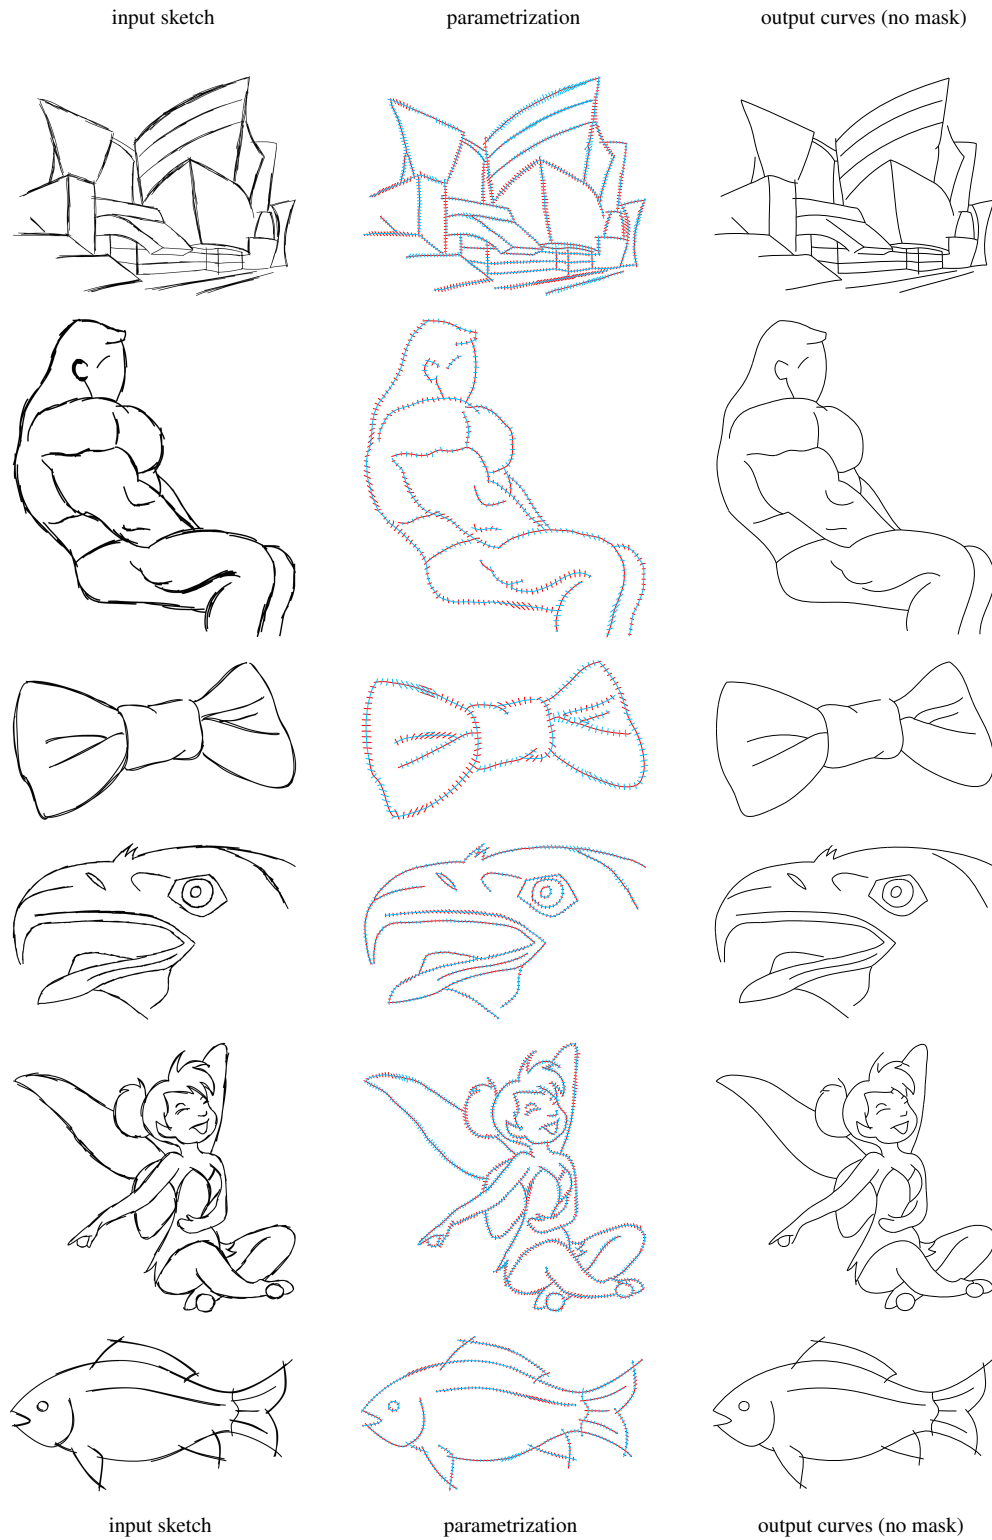 input sketch parametrization output curves (no mask)
input sketch parametrization output curves (no mask)